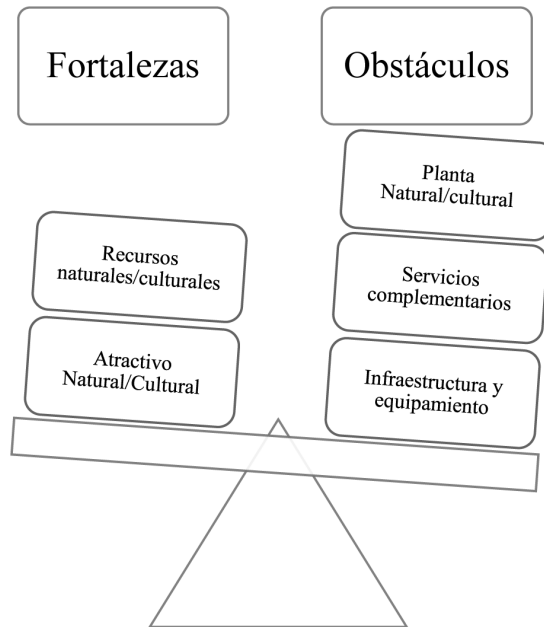 Fortalezas
Obstáculos
Planta
Natural/cultural
Recursos
naturales/culturales
Servicios
complementarios
Atractivo
Natural/Cultural
Infraestructura y
equipamiento